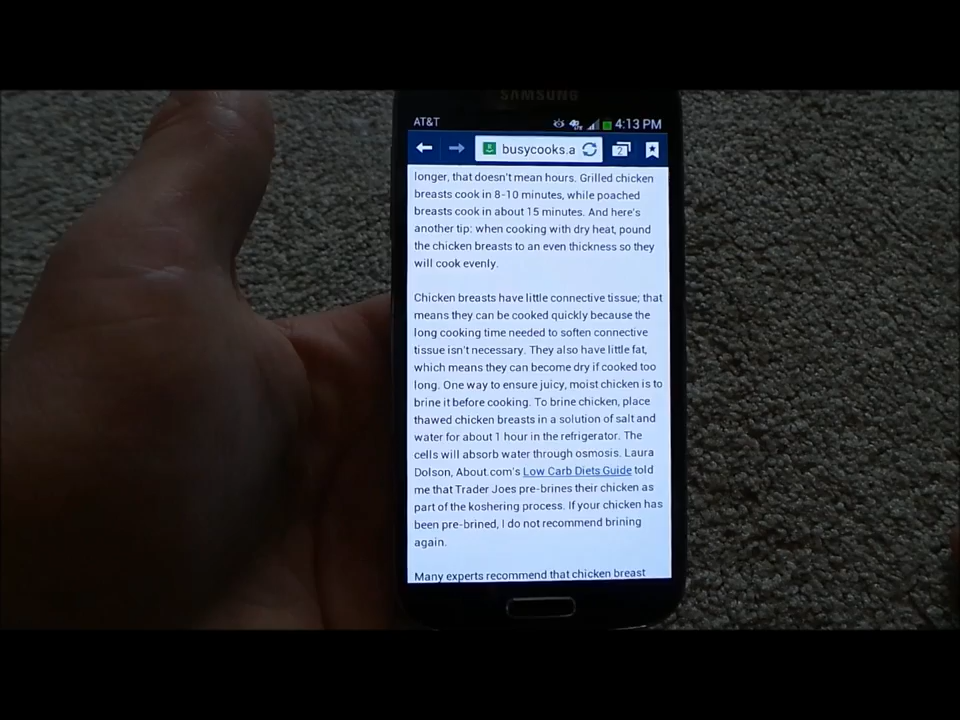 SAMSUNG
AT&T 4:13 PM
busycooks.a 2
longer, that doesn't mean hours. Grilled chicken
breasts cook in 8-10 minutes, while poached
breasts cook in about 15 minutes. And here's
another tip: when cooking with dry heat, pound
the chicken breasts to an even thickness so they
will cook evenly.
Chicken breasts have little connective tissue; that
means they can be cooked quickly because the
long cooking time needed to soften connective
tissue isn't necessary. They also have little fat,
which means they can become dry if cooked too
long. One way to ensure juicy, moist chicken is to
brine it before cooking. To brine chicken, place
thawed chicken breasts in a solution of salt and
water for about 1 hour in the refrigerator. The
cells will absorb water through osmosis. Laura
Dolson, About.com's Low Carb Diets Guide told
me that Trader Joes pre-brines their chicken as
part of the koshering process. If your chicken has
been pre-brined, I do not recommend brining
again.
Many experts recommend that chicken breast